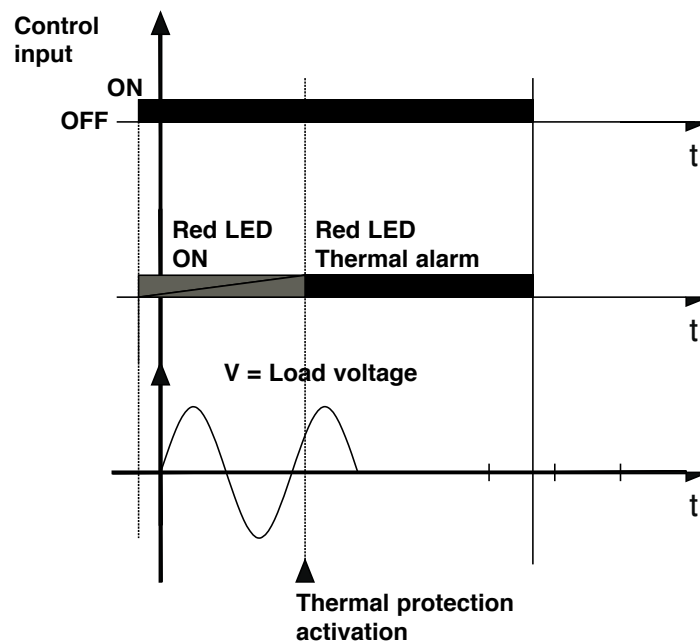 Control
input
ON
OFF
t
Red LED
ON
Red LED
Thermal alarm
t
V = Load voltage
t
Thermal protection
activation